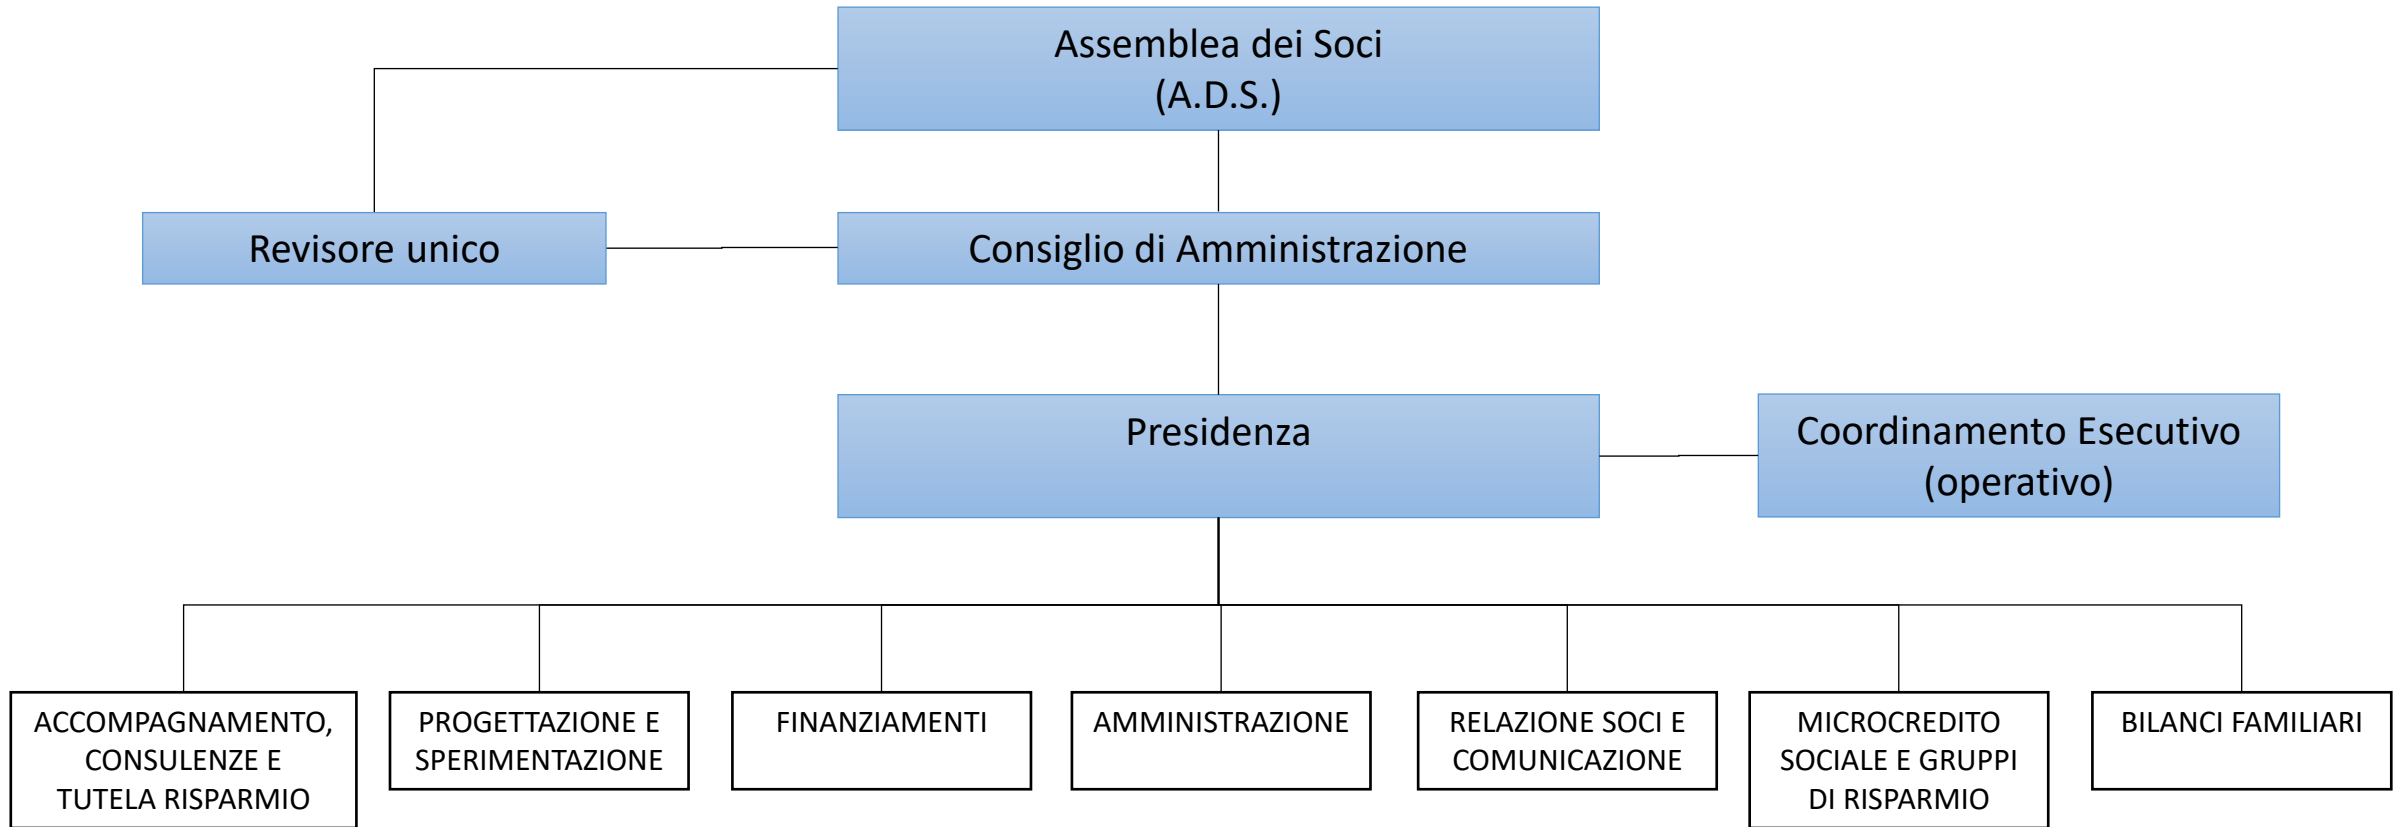 Assemblea dei Soci
(A.D.S.)
Revisore unico
Consiglio di Amministrazione
Presidenza
Coordinamento Esecutivo
(operativo)
ACCOMPAGNAMENTO,
CONSULENZE E
TUTELA RISPARMIO
PROGETTAZIONE E
SPERIMENTAZIONE
FINANZIAMENTI
AMMINISTRAZIONE
RELAZIONE SOCI E
COMUNICAZIONE
MICROCREDITO
SOCIALE E GRUPPI
DI RISPARMIO
BILANCI FAMILIARI